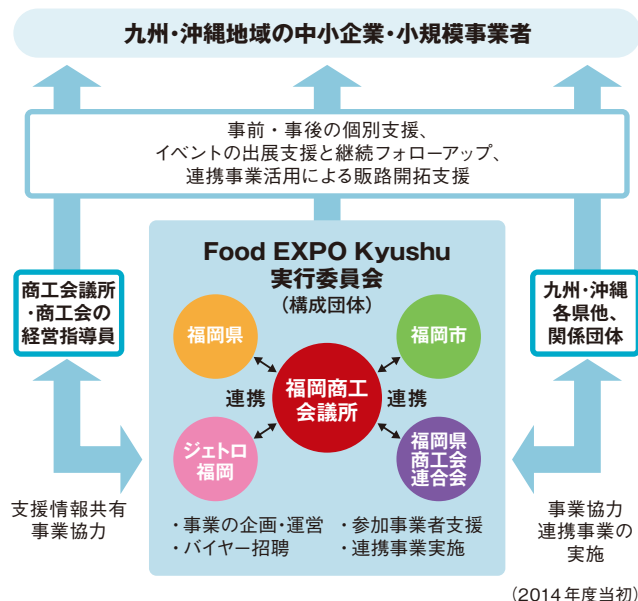 九州・沖縄地域の中小企業・小規模事業者
事前・事後の個別支援、
イベントの出展支援と継続フォローアップ、
連携事業活用による販路開拓支援
Food EXPO Kyushu
実行委員会
（構成団体）
商工会議所
・商工会の
経営指導員
九州・沖縄
各県他、
関係団体
福岡県
福岡市
福岡商工
会議所
連携
連携
ジェトロ
福岡
福岡県
商工会
連合会
支援情報共有
事業協力
・事業の企画・運営
・バイヤー招聘
・参加事業者支援
・連携事業実施
事業協力
連携事業の
実施
（2014年度当初）